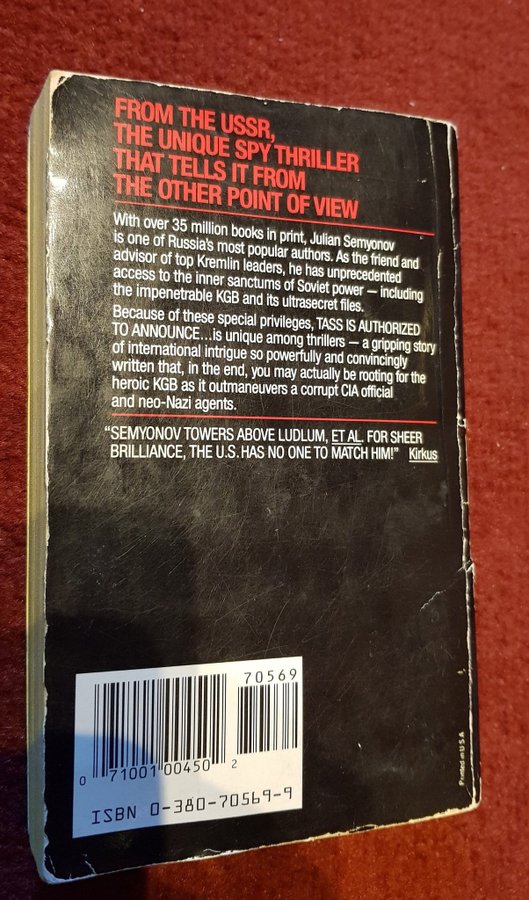 FROM THE USSR,
THE UNIQUE SPY THRILLER
THAT TELLS IT FROM
THE OTHER POINT OF VIEW
With over 35 million books in print, Julian Semyonov
is one of Russia's most popular authors. As the friend and
advisor of top Kremlin leaders, he has unprecedented
access to the inner sanctums of Soviet power — including
the impenetrable KGB and its ultrasecret files.
Because of these special privileges, TASS IS AUTHORIZED
TO ANNOUNCE...is unique among thrillers — a gripping story
of international intrigue so powerfully and convincingly
written that, in the end, you may actually be rooting for the
heroic KGB as it outmaneuvers a corrupt CIA official
and neo-Nazi agents.
"SEMYONOV TOWERS ABOVE LUDLUM, ET AL. FOR SHEER
BRILLIANCE, THE U.S. HAS NO ONE TO MATCH HIM!" Kirkus
70569
0 71001 00450 2
ISBN 0-380-70569-9
Printed in U.S.A.